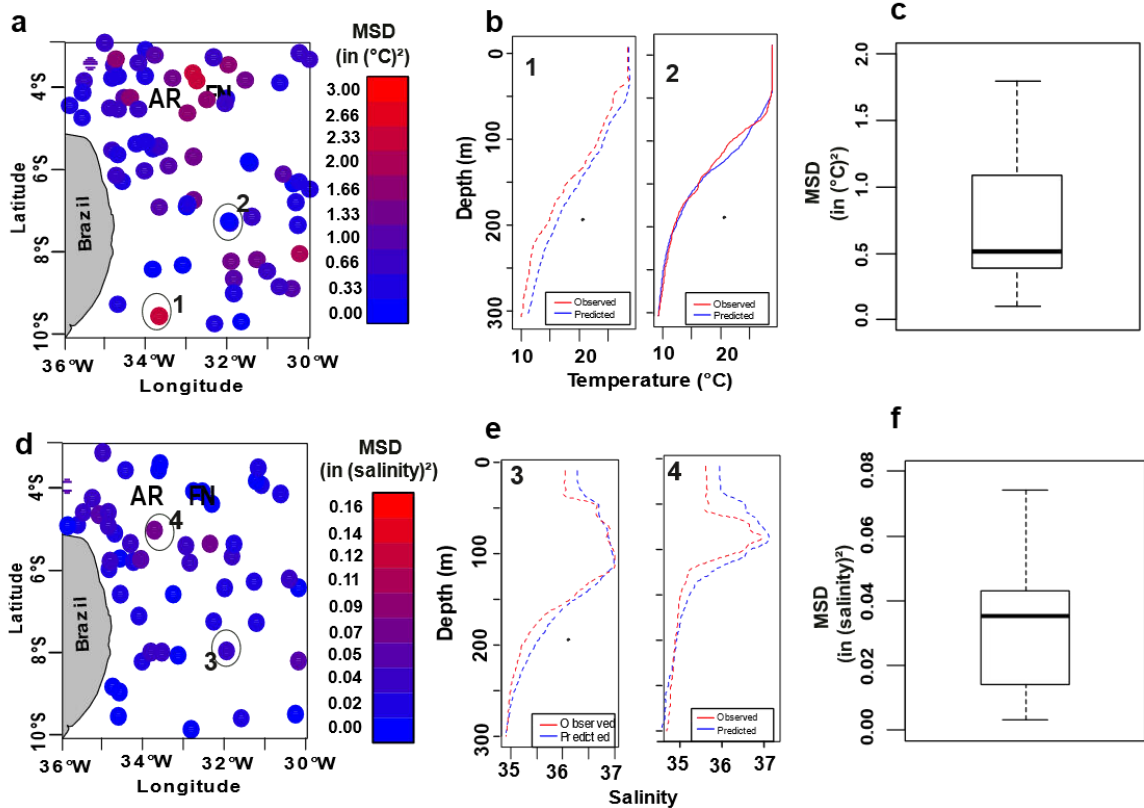 a
MSD
(in (°C)²)
4°S
6°S
8°S
10°S
Latitude
Brazil
AR FN
2
1
3.00
2.66
2.33
2.00
1.66
1.33
1.00
0.66
0.33
0.00
36°W 34°W 32°W 30°W
Longitude
b
1 2
0
100
200
300
Depth (m)
Observed
Predicted
Observed
Predicted
10 20 10 20
Temperature (°C)
c
MSD
(in (°C)²)
2.0
1.5
1.0
0.5
0.0
d
MSD
(in (salinity)²)
4°S
6°S
8°S
10°S
Latitude
Brazil
AR FN
4
3
0.16
0.14
0.12
0.11
0.09
0.07
0.05
0.04
0.02
0.00
36°W 34°W 32°W 30°W
Longitude
e
3 4
0
100
200
300
Depth (m)
Observed
Predicted
Observed
Predicted
35 36 37 35 36 37
Salinity
f
MSD
(in (salinity)²)
0.08
0.06
0.04
0.02
0.00